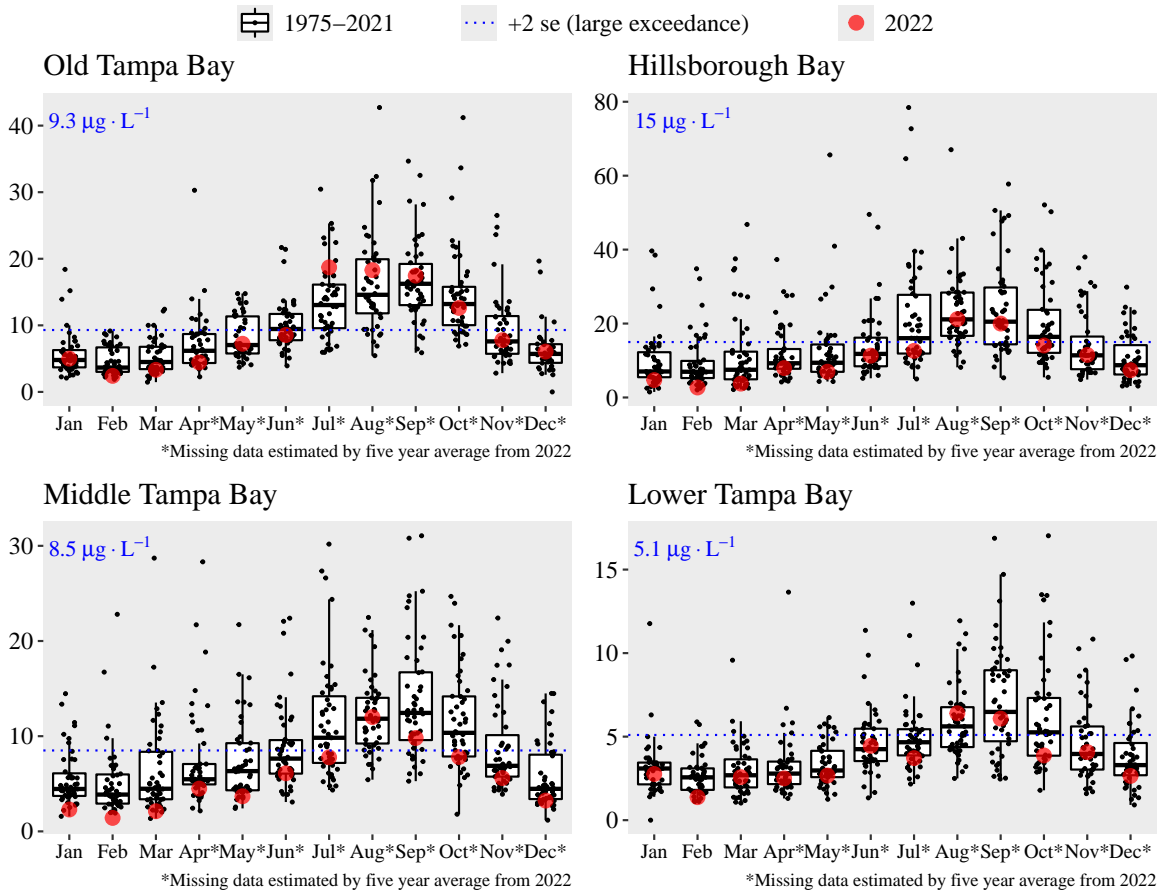 1975–2021 +2 se (large exceedance) 2022
Old Tampa Bay
9.3 μg · L⁻¹
40
30
20
10
0
Jan Feb Mar Apr* May* Jun* Jul* Aug* Sep* Oct* Nov* Dec*
*Missing data estimated by five year average from 2022
Hillsborough Bay
15 μg · L⁻¹
80
60
40
20
0
Jan Feb Mar Apr* May* Jun* Jul* Aug* Sep* Oct* Nov* Dec*
*Missing data estimated by five year average from 2022
Middle Tampa Bay
8.5 μg · L⁻¹
30
20
10
0
Jan Feb Mar Apr* May* Jun* Jul* Aug* Sep* Oct* Nov* Dec*
*Missing data estimated by five year average from 2022
Lower Tampa Bay
5.1 μg · L⁻¹
15
10
5
0
Jan Feb Mar Apr* May* Jun* Jul* Aug* Sep* Oct* Nov* Dec*
*Missing data estimated by five year average from 2022